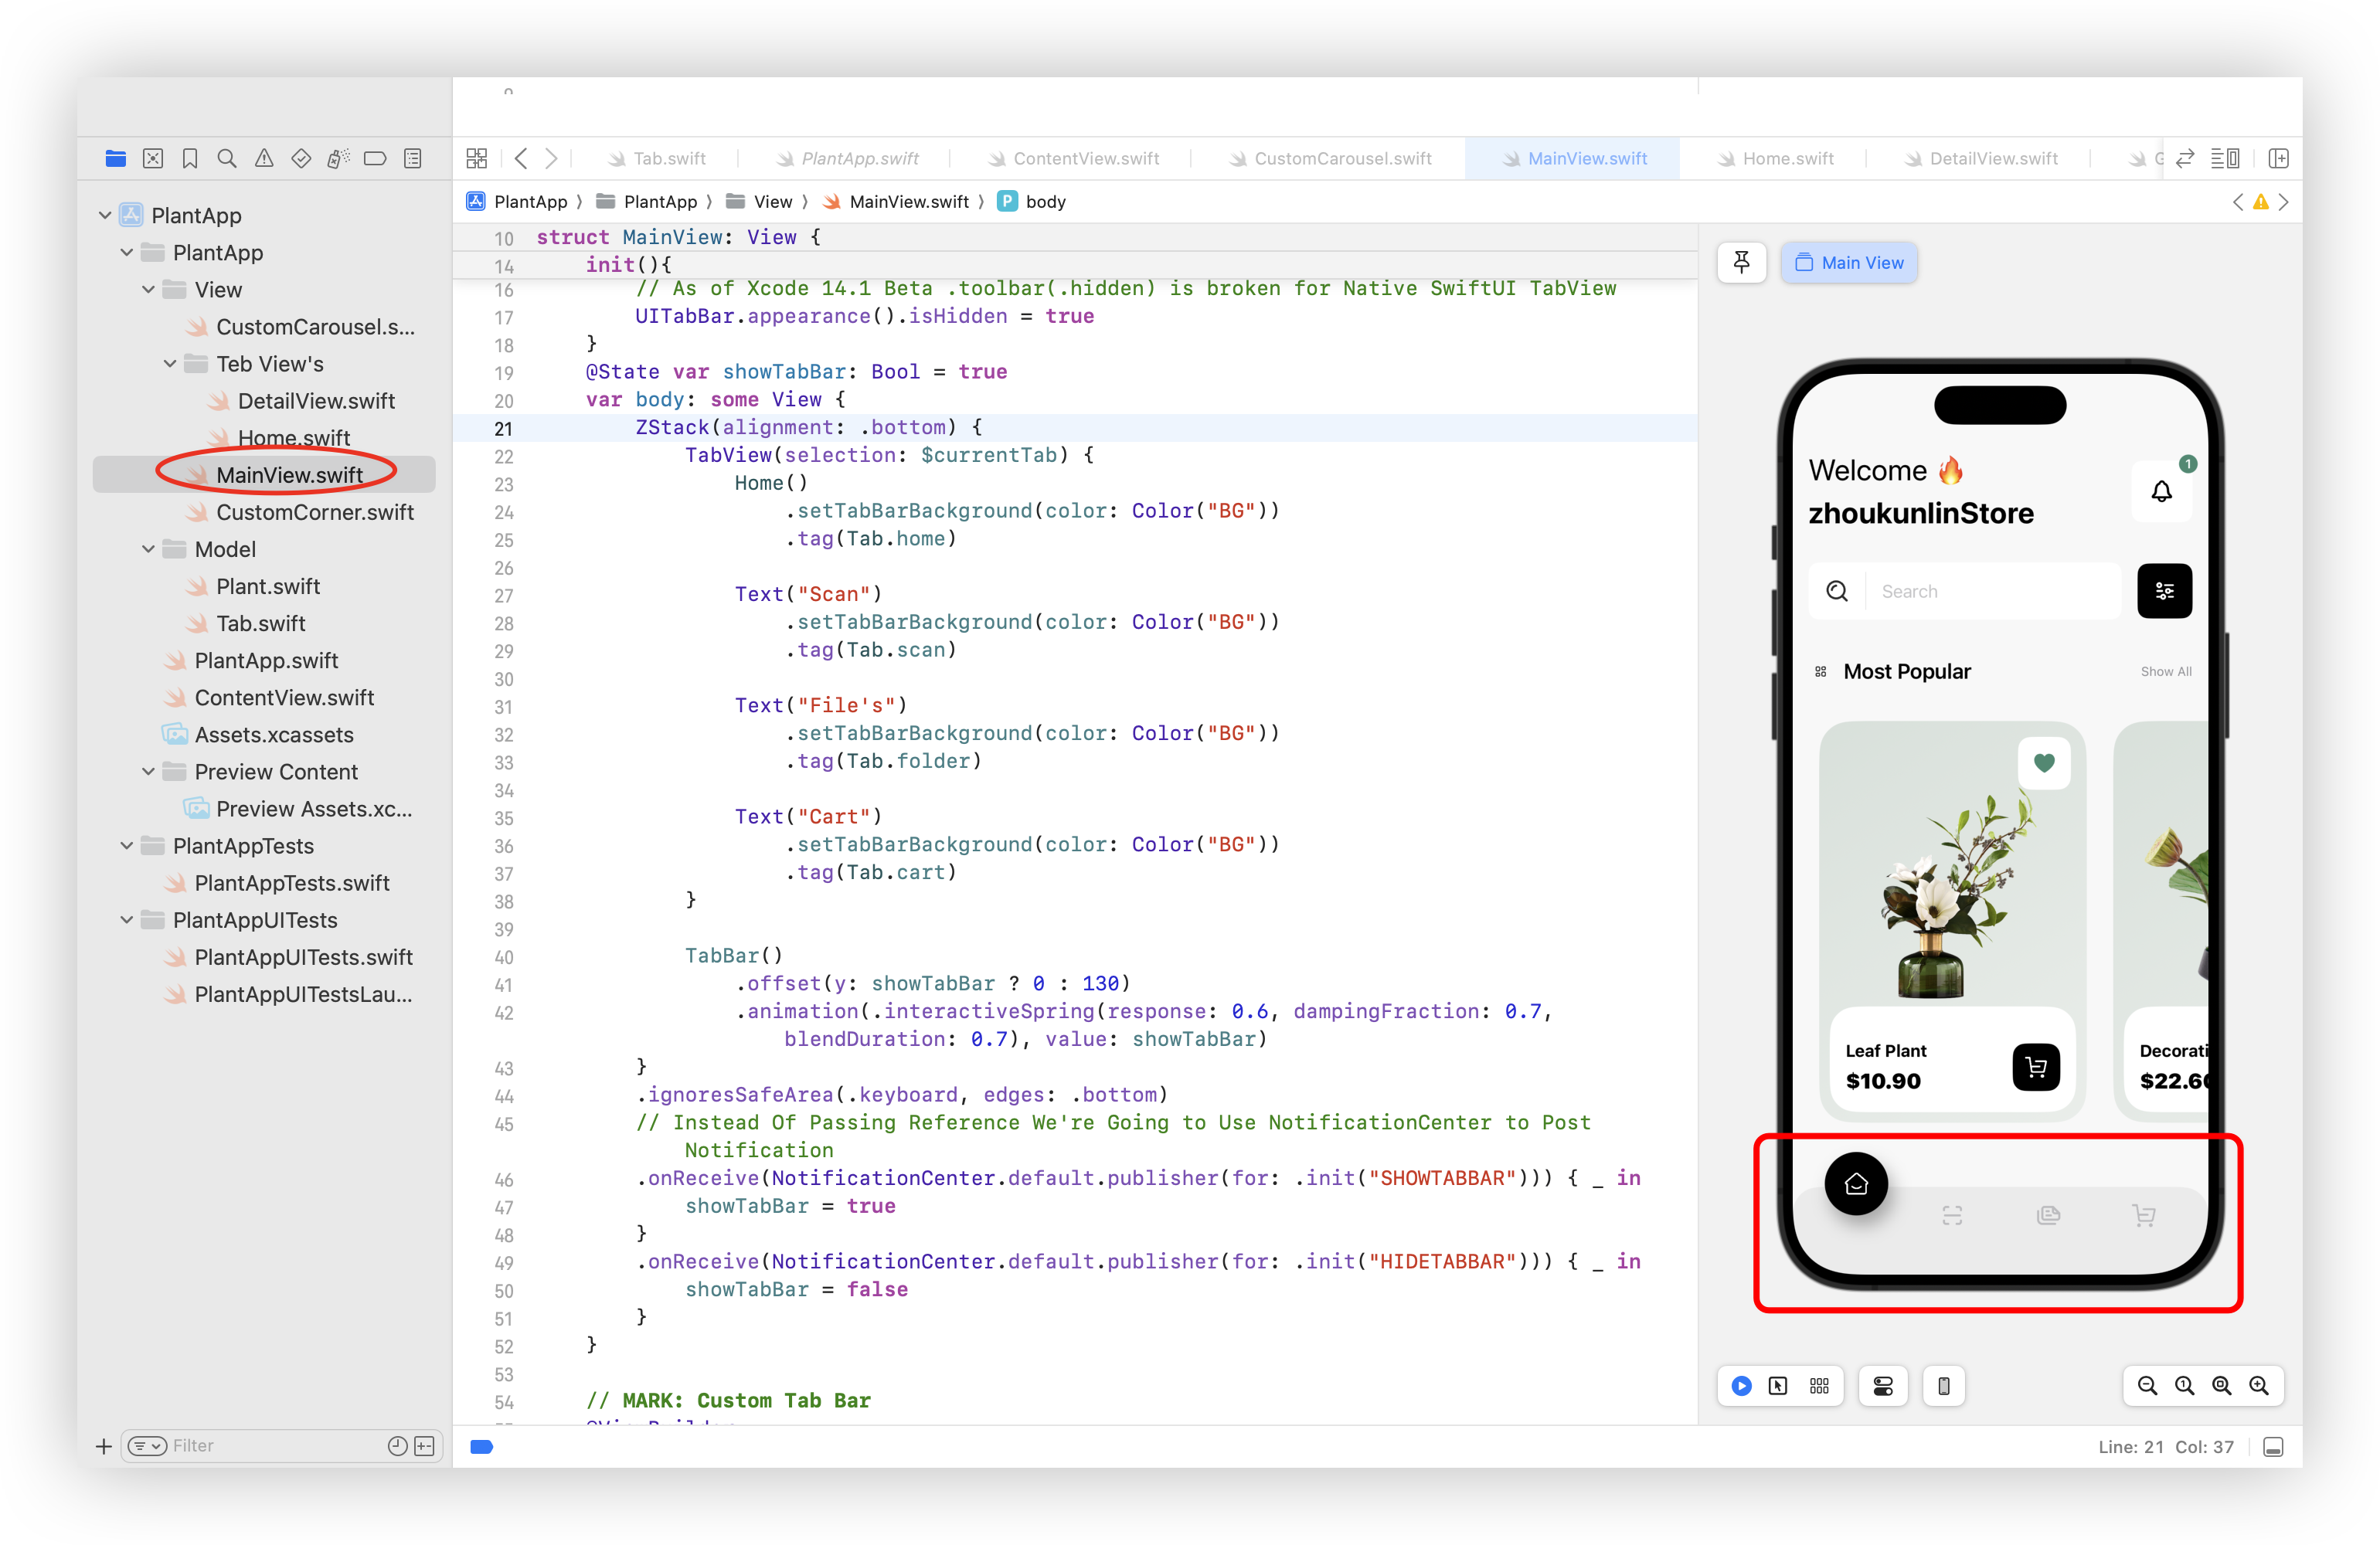 Tab.swift
PlantApp.swift
ContentView.swift
CustomCarousel.swift
MainView.swift
Home.swift
DetailView.swift
PlantApp
PlantApp
View
CustomCarousel.s...
Teb View's
DetailView.swift
Home.swift
MainView.swift
CustomCorner.swift
Model
Plant.swift
Tab.swift
PlantApp.swift
ContentView.swift
Assets.xcassets
Preview Content
Preview Assets.xc...
PlantAppTests
PlantAppTests.swift
PlantAppUITests
PlantAppUITests.swift
PlantAppUITestsLau...
Filter
PlantApp 〉 PlantApp 〉 View 〉 MainView.swift 〉 P body
10 struct MainView: View {
14 init(){
16 // As of Xcode 14.1 Beta .toolbar(.hidden) is broken for Native SwiftUI TabView
17 UITabBar.appearance().isHidden = true
18 }
19 @State var showTabBar: Bool = true
20 var body: some View {
21 ZStack(alignment: .bottom) {
22 TabView(selection: $currentTab) {
23 Home()
24 .setTabBarBackground(color: Color("BG"))
25 .tag(Tab.home)
26
27 Text("Scan")
28 .setTabBarBackground(color: Color("BG"))
29 .tag(Tab.scan)
30
31 Text("File's")
32 .setTabBarBackground(color: Color("BG"))
33 .tag(Tab.folder)
34
35 Text("Cart")
36 .setTabBarBackground(color: Color("BG"))
37 .tag(Tab.cart)
38 }
39
40 TabBar()
41 .offset(y: showTabBar ? 0 : 130)
42 .animation(.interactiveSpring(response: 0.6, dampingFraction: 0.7,
blendDuration: 0.7), value: showTabBar)
43 }
44 .ignoresSafeArea(.keyboard, edges: .bottom)
45 // Instead Of Passing Reference We're Going to Use NotificationCenter to Post
Notification
46 .onReceive(NotificationCenter.default.publisher(for: .init("SHOWTABBAR"))) { _ in
47 showTabBar = true
48 }
49 .onReceive(NotificationCenter.default.publisher(for: .init("HIDETABBAR"))) { _ in
50 showTabBar = false
51 }
52 }
53
54 // MARK: Custom Tab Bar
Main View
Welcome 🔥
1
zhoukunlinStore
Search
Most Popular
Show All
Leaf Plant
$10.90
Decorati
$22.60
Line: 21 Col: 37